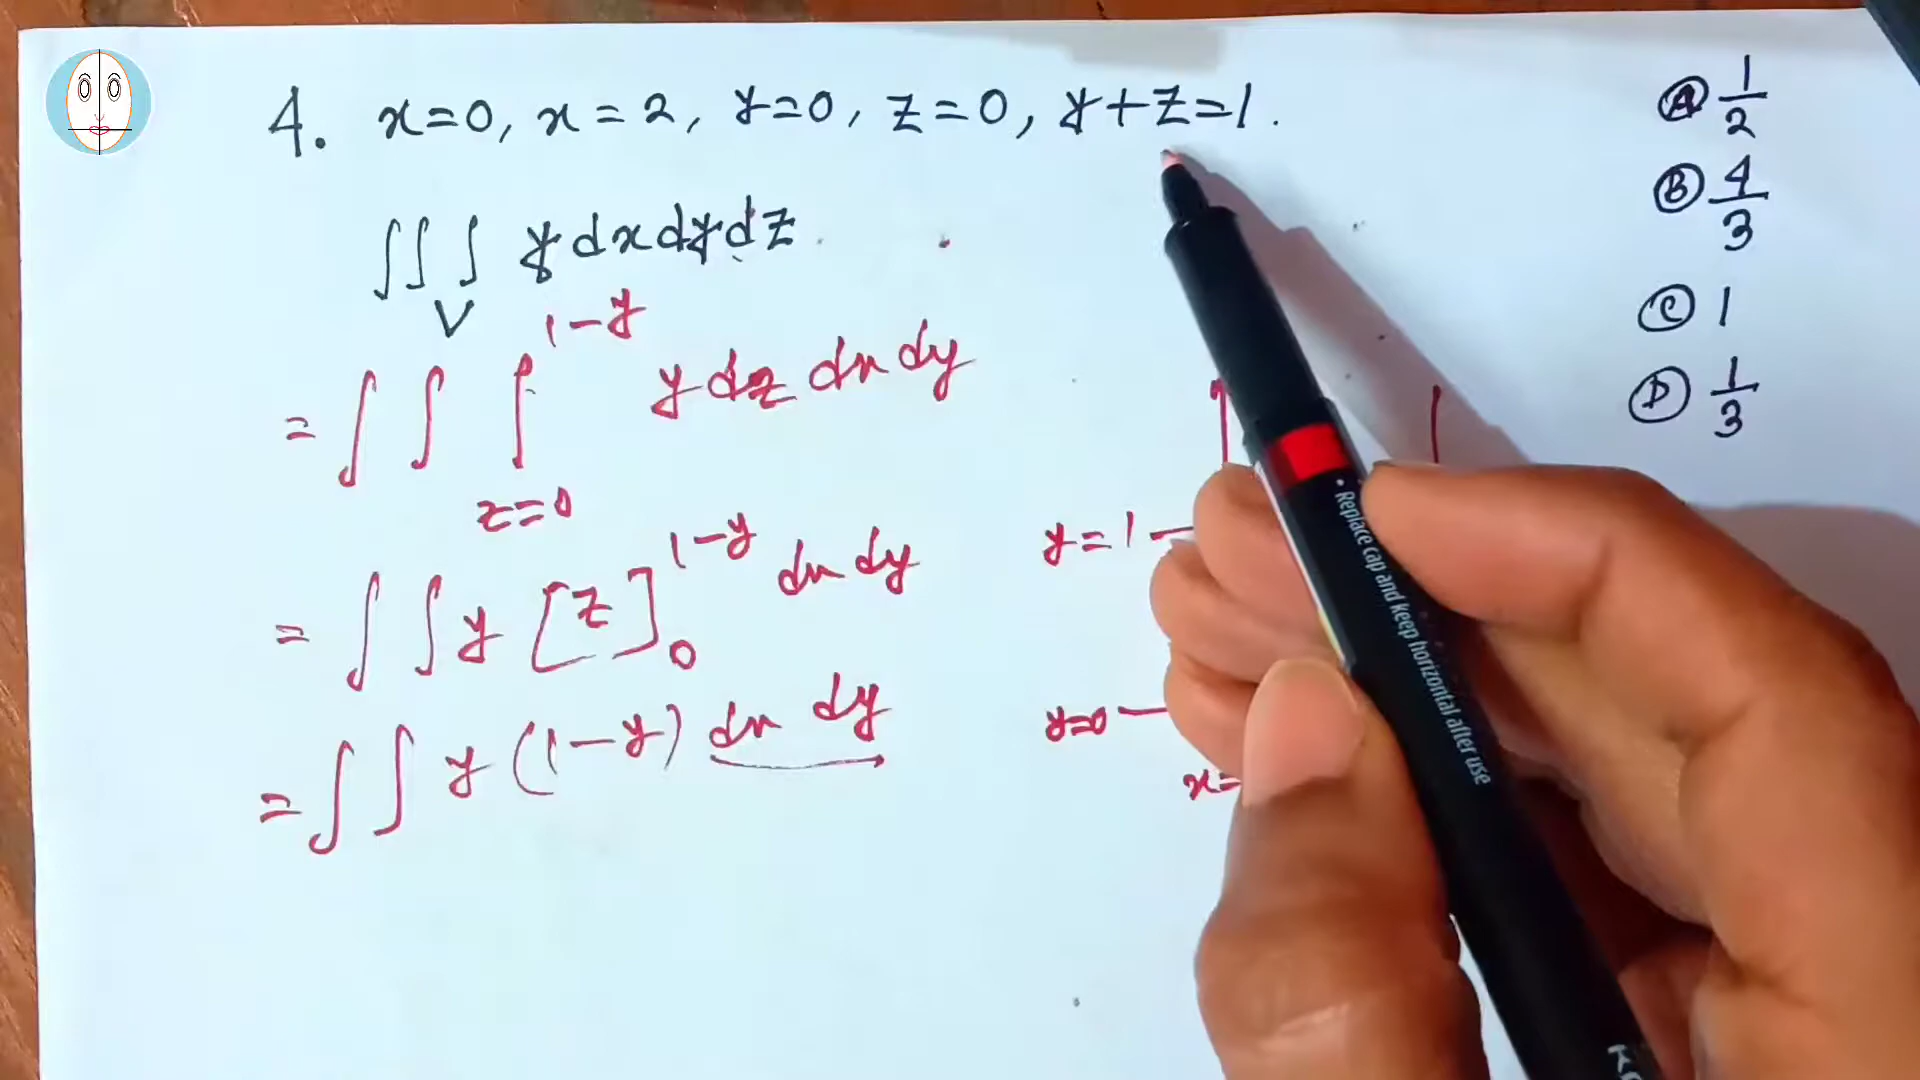 4. x=0, x=2, y=0, z=0, y+z=1.
∫∫∫ y dx dy dz
V
= ∫ ∫ ∫ 1-y y dz dx dy
z=0
= ∫ ∫ y [z] 1-y 0 dx dy
= ∫ ∫ y (1-y) dx dy
y=1
y=0
x=
Ⓐ 1/2
Ⓑ 4/3
Ⓒ 1
Ⓓ 1/3
• Replace cap and keep horizontal after use